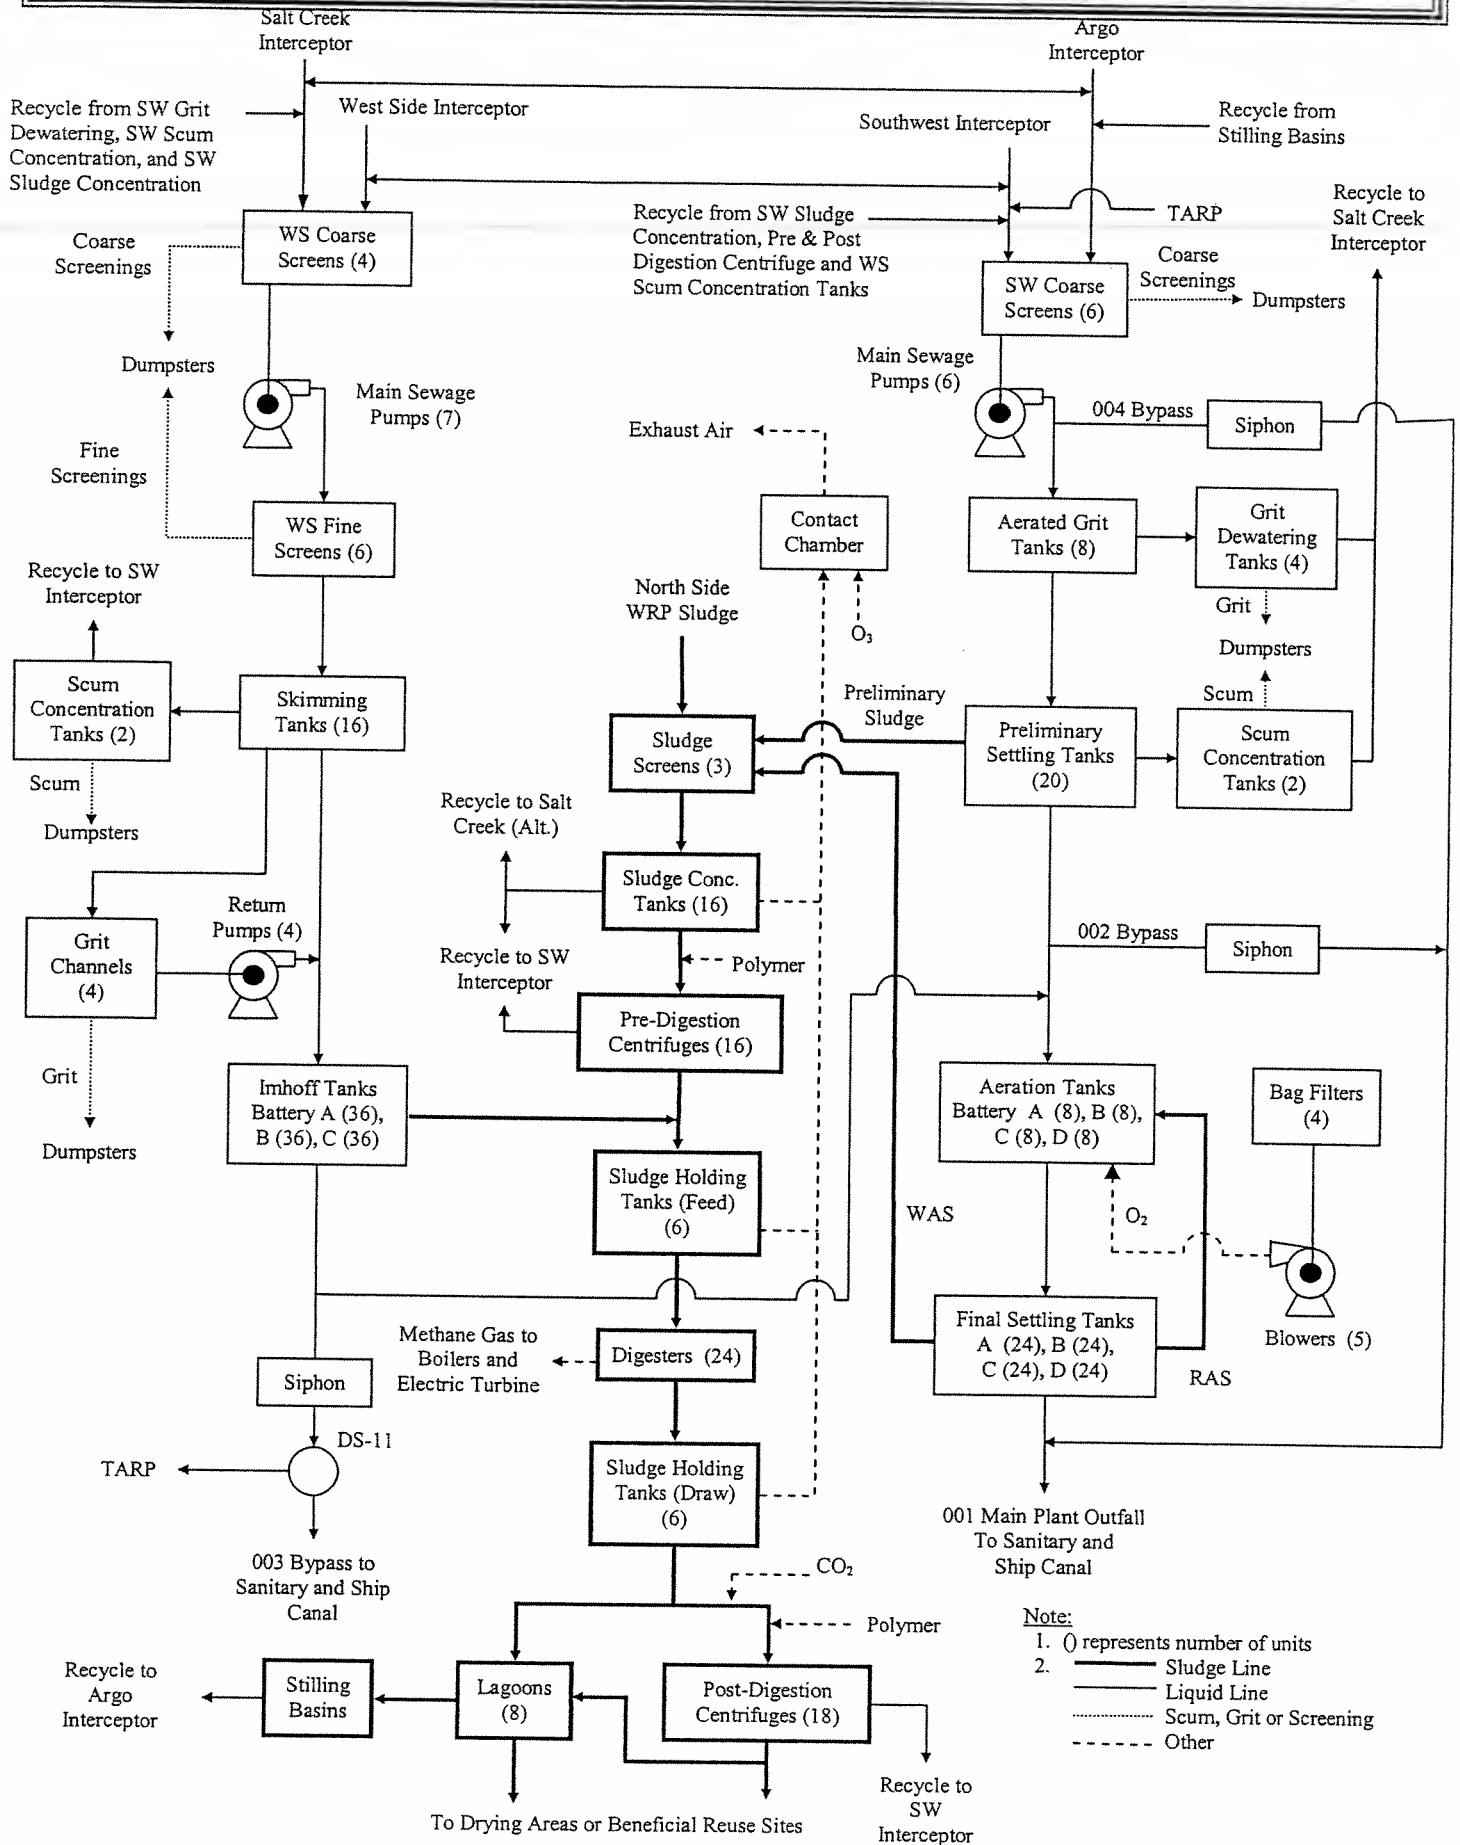 Salt Creek
Interceptor
Argo
Interceptor
Recycle from SW Grit
Dewatering, SW Scum
Concentration, and SW
Sludge Concentration
West Side Interceptor
Southwest Interceptor
Recycle from
Stilling Basins
Recycle to
Salt Creek
Interceptor
TARP
Recycle from SW Sludge
Concentration, Pre & Post
Digestion Centrifuge and WS
Scum Concentration Tanks
Coarse
Screenings
WS Coarse
Screens (4)
SW Coarse
Screens (6)
Coarse
Screenings
Dumpsters
Dumpsters
Main Sewage
Pumps (7)
Main Sewage
Pumps (6)
004 Bypass
Siphon
Exhaust Air
Fine
Screenings
WS Fine
Screens (6)
Contact
Chamber
O₃
Aerated Grit
Tanks (8)
Grit
Dewatering
Tanks (4)
Grit
Dumpsters
Scum
Recycle to SW
Interceptor
North Side
WRP Sludge
Scum
Concentration
Tanks (2)
Skimming
Tanks (16)
Preliminary
Sludge
Sludge
Screens (3)
Preliminary
Settling Tanks
(20)
Scum
Concentration
Tanks (2)
Scum
Dumpsters
Recycle to Salt
Creek (Alt.)
Sludge Conc.
Tanks (16)
Recycle to SW
Interceptor
Polymer
Return
Pumps (4)
Grit
Channels
(4)
002 Bypass
Siphon
Pre-Digestion
Centrifuges (16)
Grit
Dumpsters
Imhoff Tanks
Battery A (36),
B (36), C (36)
Aeration Tanks
Battery A (8), B (8),
C (8), D (8)
Bag Filters
(4)
Sludge Holding
Tanks (Feed)
(6)
WAS
O₂
Blowers (5)
Final Settling Tanks
A (24), B (24),
C (24), D (24)
RAS
Methane Gas to
Boilers and
Electric Turbine
Digesters (24)
Siphon
DS-11
TARP
Sludge Holding
Tanks (Draw)
(6)
003 Bypass to
Sanitary and Ship
Canal
001 Main Plant Outfall
To Sanitary and
Ship Canal
CO₂
Polymer
Recycle to
Argo
Interceptor
Stilling
Basins
Lagoons
(8)
Post-Digestion
Centrifuges (18)
Recycle to
SW
Interceptor
To Drying Areas or Beneficial Reuse Sites
Note:
1. () represents number of units
2. Sludge Line
Liquid Line
Scum, Grit or Screening
Other